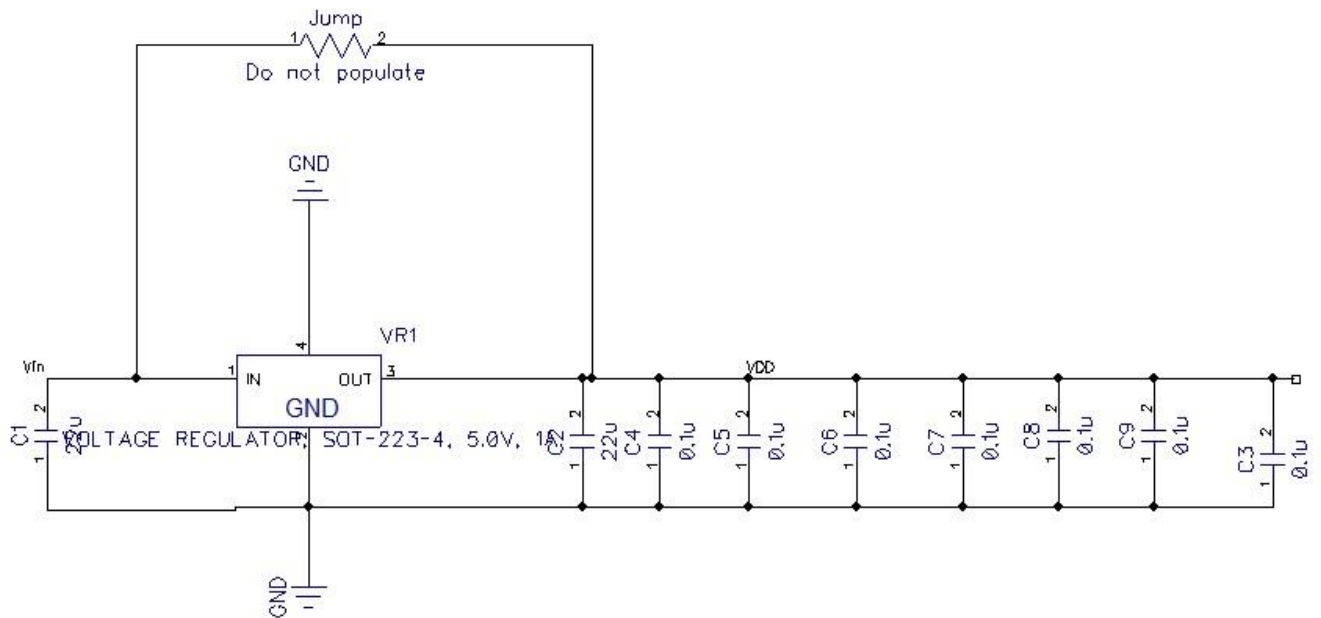 Jump
1 2
Do not populate
GND
4
VR1
Vin
1 IN OUT 3
VDD
GND
VOLTAGE REGULATOR, SOT-223-4, 5.0V, 1A
2
C1 22u
2
1
C2 22u
2
1
C4 0.1u
2
1
C5 0.1u
2
1
C6 0.1u
2
1
C7 0.1u
2
1
C8 0.1u
2
1
C9 0.1u
2
1
C3 0.1u
2
1
GND